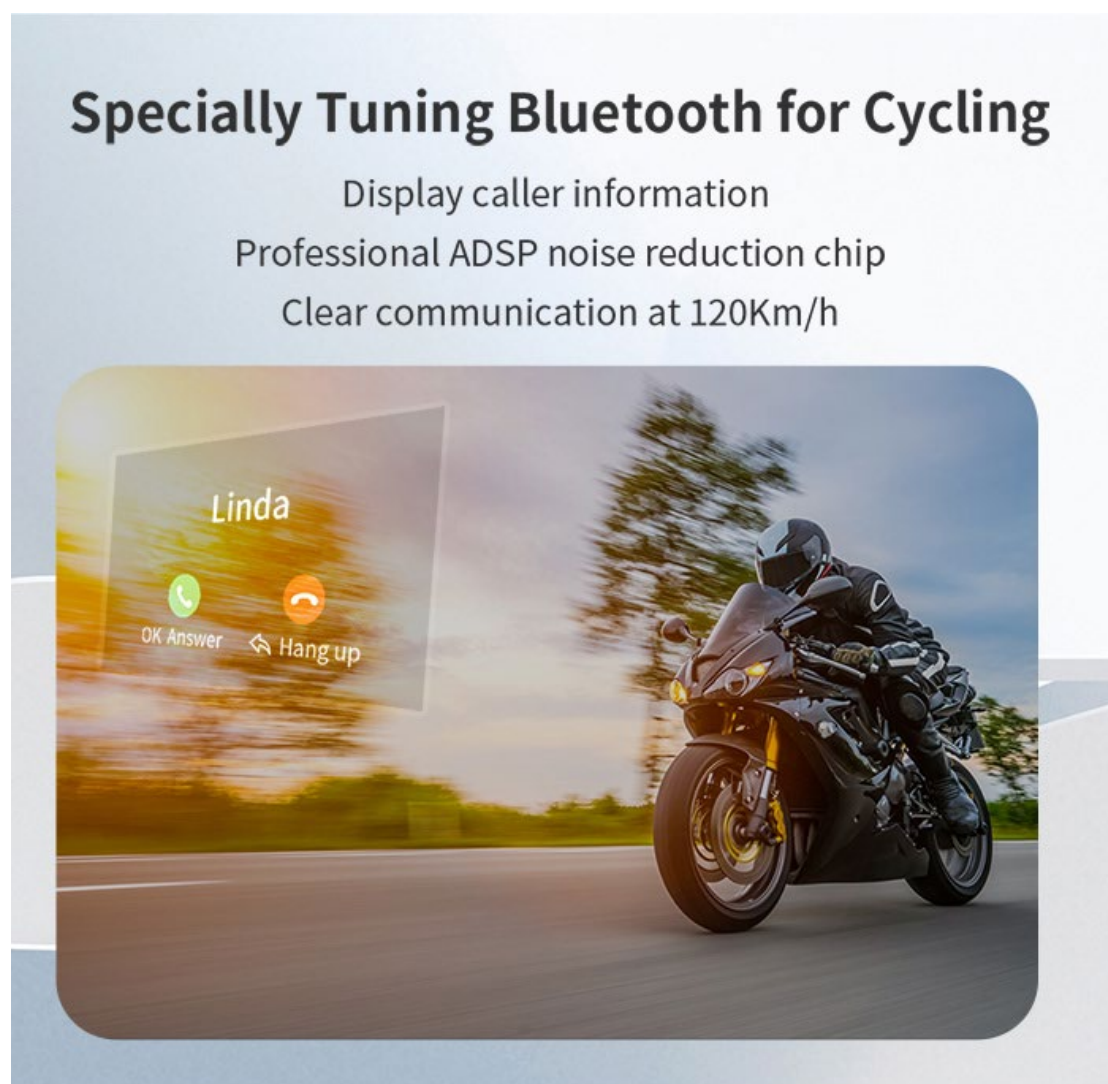 Specially Tuning Bluetooth for Cycling
Display caller information
Professional ADSP noise reduction chip
Clear communication at 120Km/h
Linda
OK Answer
Hang up